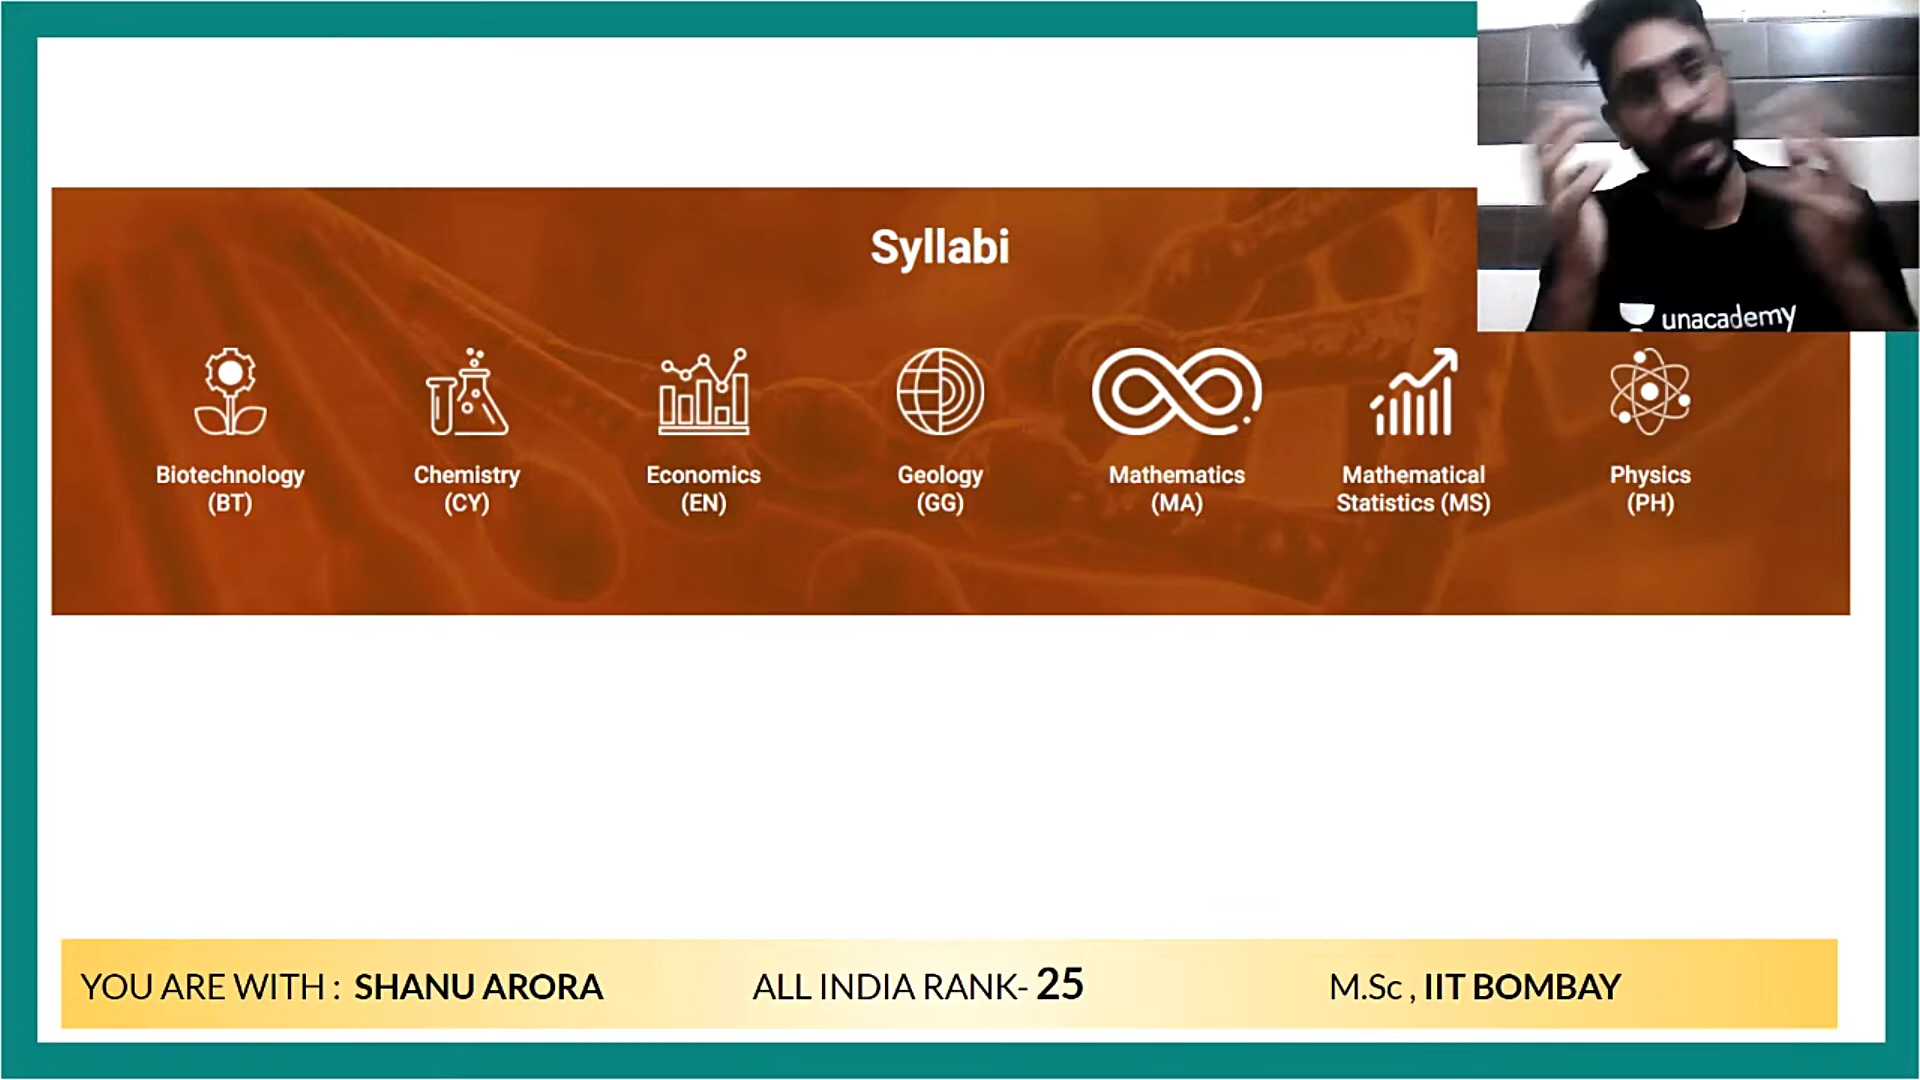 Syllabi
unacademy
Biotechnology
(BT)
Chemistry
(CY)
Economics
(EN)
Geology
(GG)
Mathematics
(MA)
Mathematical
Statistics (MS)
Physics
(PH)
YOU ARE WITH : SHANU ARORA
ALL INDIA RANK- 25
M.Sc , IIT BOMBAY